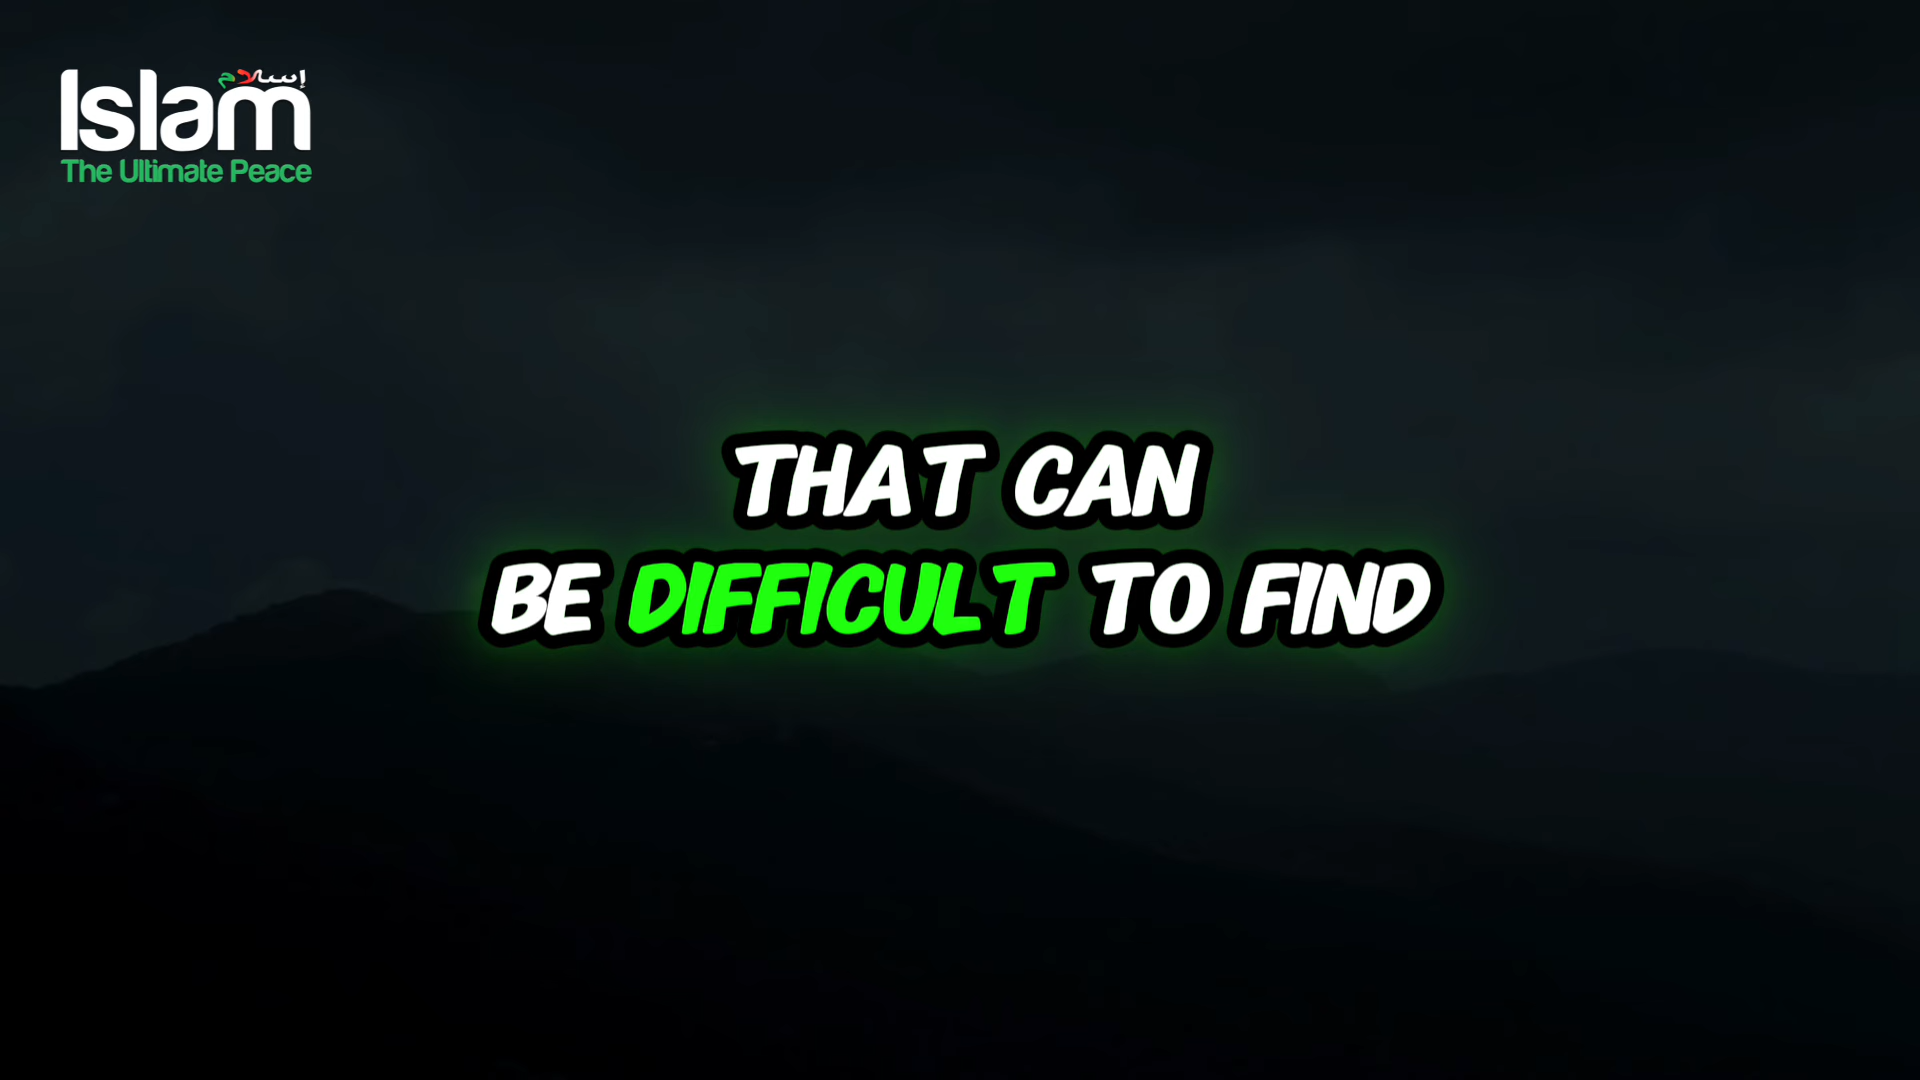 إسلام
Islam
The Ultimate Peace
THAT CAN
BE DIFFICULT TO FIND